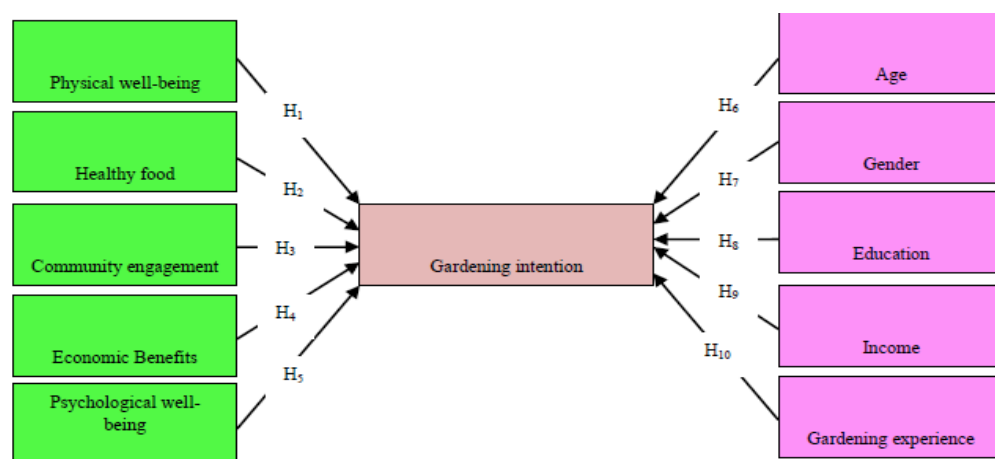 Physical well-being
Healthy food
Community engagement
Economic Benefits
Psychological well-
being
H₁
H₂
H₃
H₄
H₅
Gardening intention
H₆
H₇
H₈
H₉
H₁₀
Age
Gender
Education
Income
Gardening experience